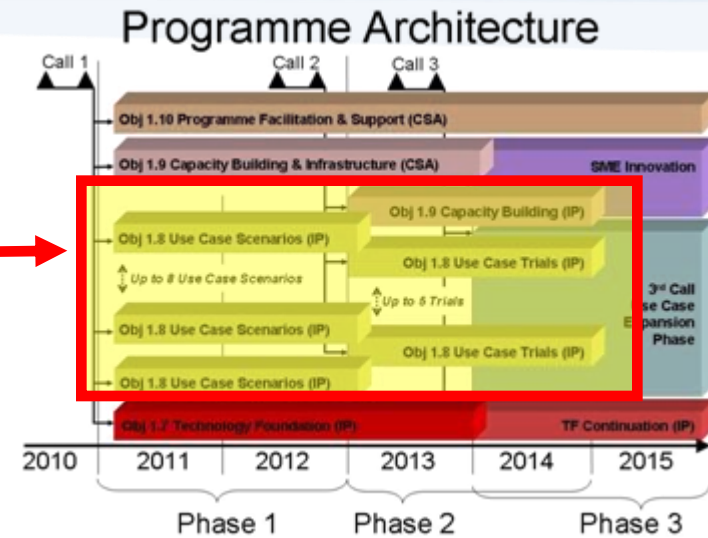 Programme Architecture
Call 1
Call 2
Call 3
Obj 1.10 Programme Facilitation & Support (CSA)
Obj 1.9 Capacity Building & Infrastructure (CSA)
SME Innovation
Obj 1.9 Capacity Building (IP)
Obj 1.8 Use Case Scenarios (IP)
Obj 1.8 Use Case Trials (IP)
Up to 8 Use Case Scenarios
Up to 5 Trials
3rd Call
Use Case
Expansion
Phase
Obj 1.8 Use Case Scenarios (IP)
Obj 1.8 Use Case Trials (IP)
Obj 1.8 Use Case Scenarios (IP)
Obj 1.7 Technology Foundation (IP)
TF Continuation (IP)
2010 2011 2012 2013 2014 2015
Phase 1 Phase 2 Phase 3